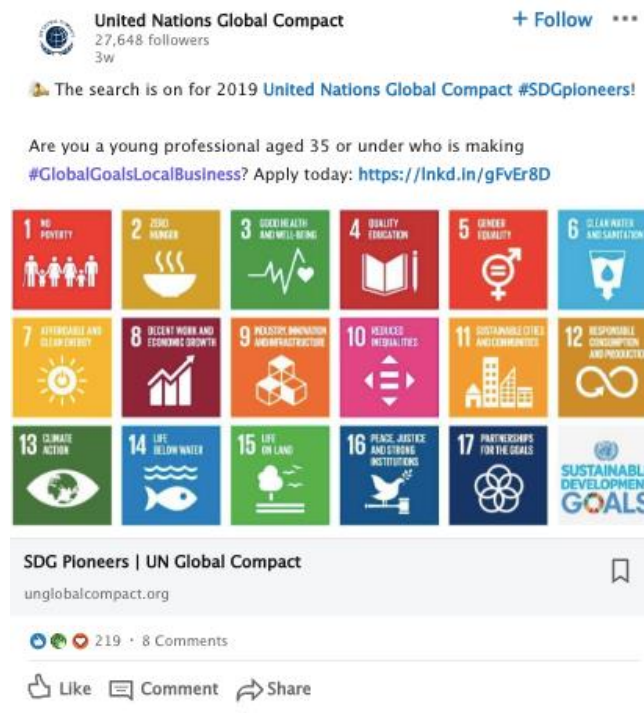 United Nations Global Compact
+ Follow
27,648 followers
3w
The search is on for 2019 United Nations Global Compact #SDGpioneers!
Are you a young professional aged 35 or under who is making
#GlobalGoalsLocalBusiness? Apply today: https://lnkd.in/gFvEr8D
1 NO POVERTY
2 ZERO HUNGER
3 GOOD HEALTH AND WELL-BEING
4 QUALITY EDUCATION
5 GENDER EQUALITY
6 CLEAN WATER AND SANITATION
7 AFFORDABLE AND CLEAN ENERGY
8 DECENT WORK AND ECONOMIC GROWTH
9 INDUSTRY, INNOVATION AND INFRASTRUCTURE
10 REDUCED INEQUALITIES
11 SUSTAINABLE CITIES AND COMMUNITIES
12 RESPONSIBLE CONSUMPTION AND PRODUCTIO
13 CLIMATE ACTION
14 LIFE BELOW WATER
15 LIFE ON LAND
16 PEACE, JUSTICE AND STRONG INSTITUTIONS
17 PARTNERSHIPS FOR THE GOALS
SUSTAINABL
DEVELOPMEN
GOALS
SDG Pioneers | UN Global Compact
unglobalcompact.org
219 · 8 Comments
Like Comment Share